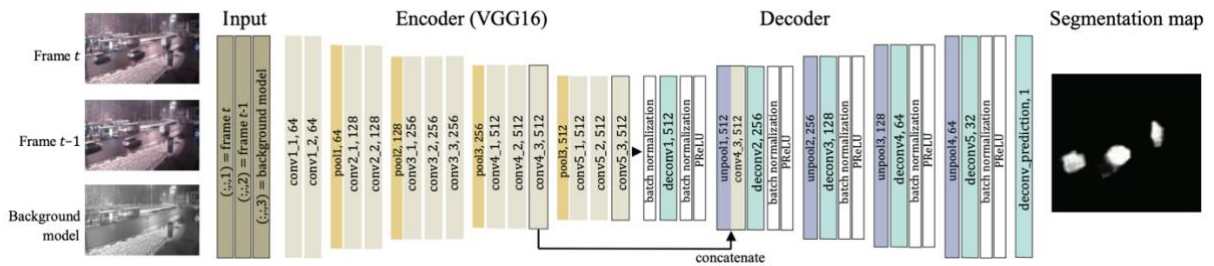 Input
Encoder (VGG16)
Decoder
Segmentation map
Frame t
Frame t−1
Background
model
(:,:,1) = frame t
(:,:,2) = frame t-1
(:,:,3) = background model
conv1_1, 64
conv1_2, 64
pool1, 64
conv2_1, 128
conv2_2, 128
pool2, 128
conv3_1, 256
conv3_2, 256
conv3_3, 256
pool3, 256
conv4_1, 512
conv4_2, 512
conv4_3, 512
pool3, 512
conv5_1, 512
conv5_2, 512
conv5_3, 512
batch normalization
deconv1, 512
batch normalization
PReLU
unpool1, 512
conv4_3, 512
deconv2, 256
batch normalization
PReLU
unpool2, 256
deconv3, 128
batch normalization
PReLU
unpool3, 128
deconv4, 64
batch normalization
PReLU
unpool4, 64
deconv5, 32
batch normalization
PReLU
deconv_prediction, 1
concatenate